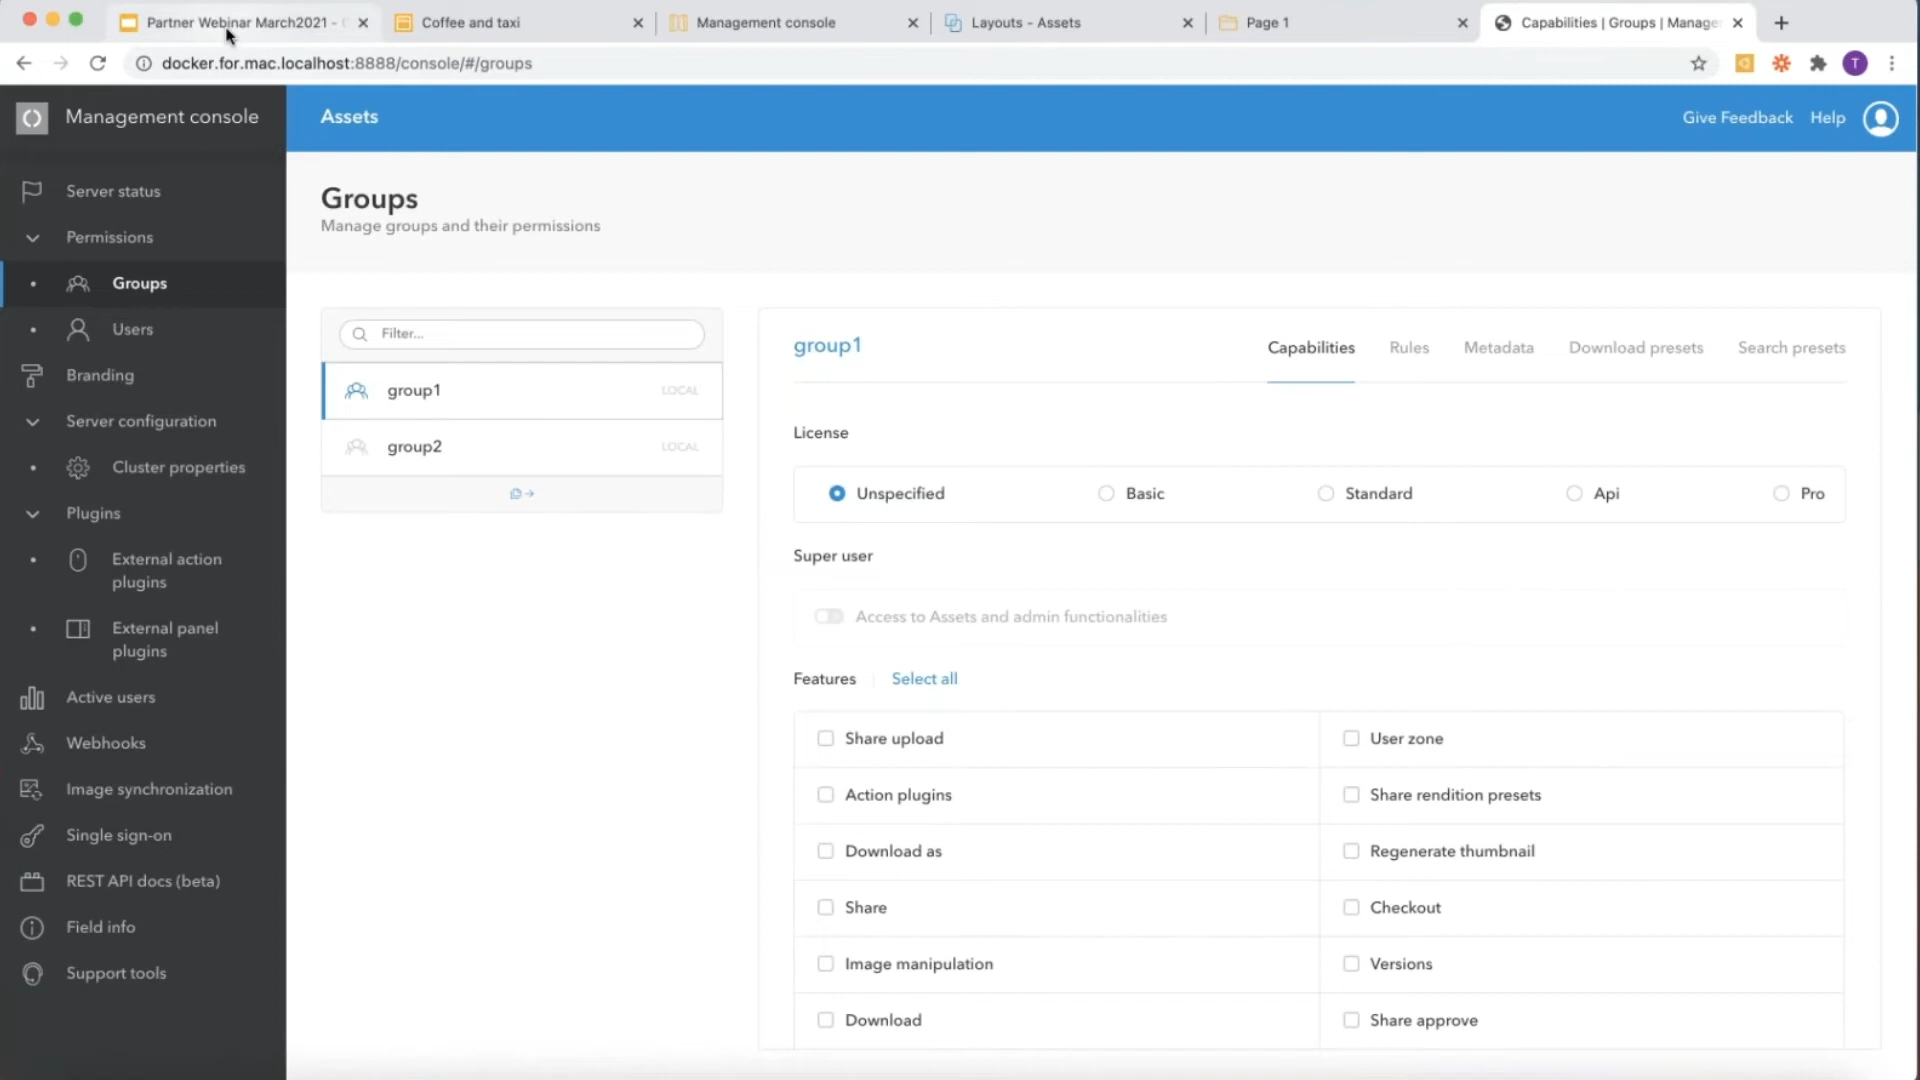 Partner Webinar March2021 -
Coffee and taxi
Management console
Layouts - Assets
Page 1
Capabilities | Groups | Manage
docker.for.mac.localhost:8888/console/#/groups
T
Management console
Assets
Give Feedback
Help
Server status
Permissions
Groups
Users
Branding
Server configuration
Cluster properties
Plugins
External action
plugins
External panel
plugins
Active users
Webhooks
Image synchronization
Single sign-on
REST API docs (beta)
Field info
Support tools
Groups
Manage groups and their permissions
Filter...
group1 LOCAL
group2 LOCAL
group1
Capabilities
Rules
Metadata
Download presets
Search presets
License
Unspecified
Basic
Standard
Api
Pro
Super user
Access to Assets and admin functionalities
Features
Select all
Share upload
User zone
Action plugins
Share rendition presets
Download as
Regenerate thumbnail
Share
Checkout
Image manipulation
Versions
Download
Share approve